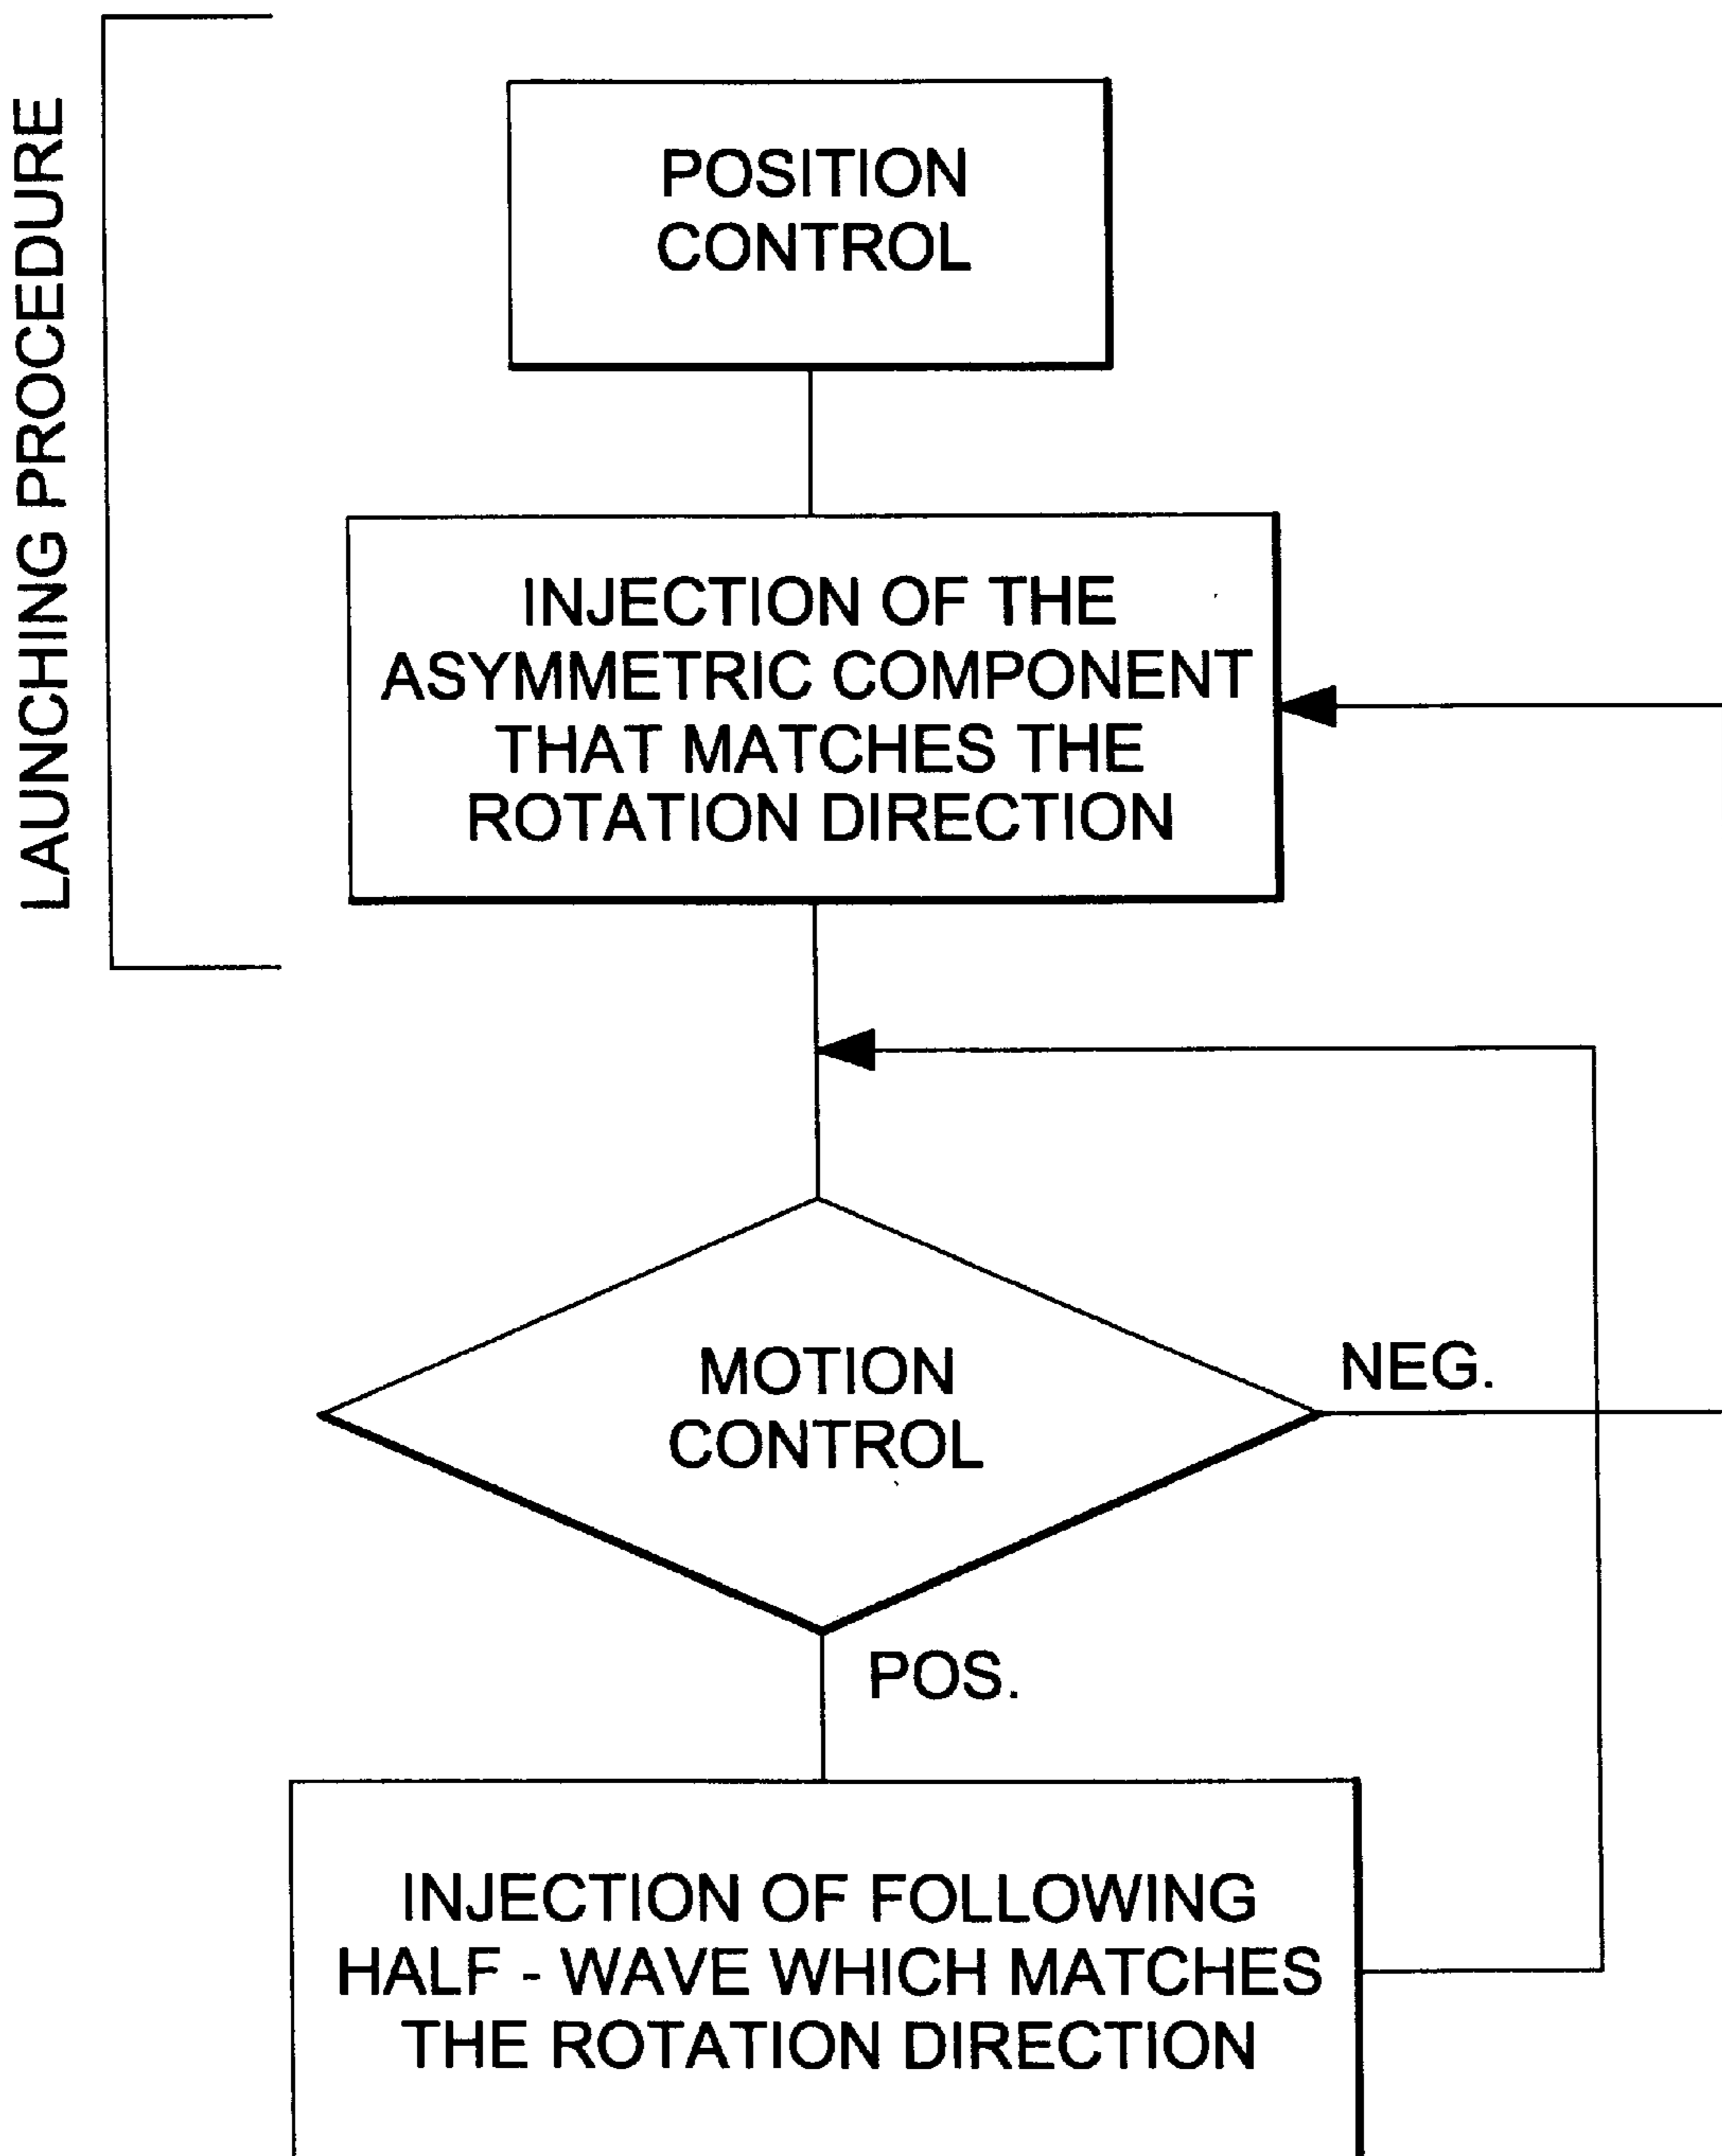 LAUNCHING PROCEDURE
POSITION
CONTROL
INJECTION OF THE
ASYMMETRIC COMPONENT
THAT MATCHES THE
ROTATION DIRECTION
MOTION
CONTROL
NEG.
POS.
INJECTION OF FOLLOWING
HALF - WAVE WHICH MATCHES
THE ROTATION DIRECTION